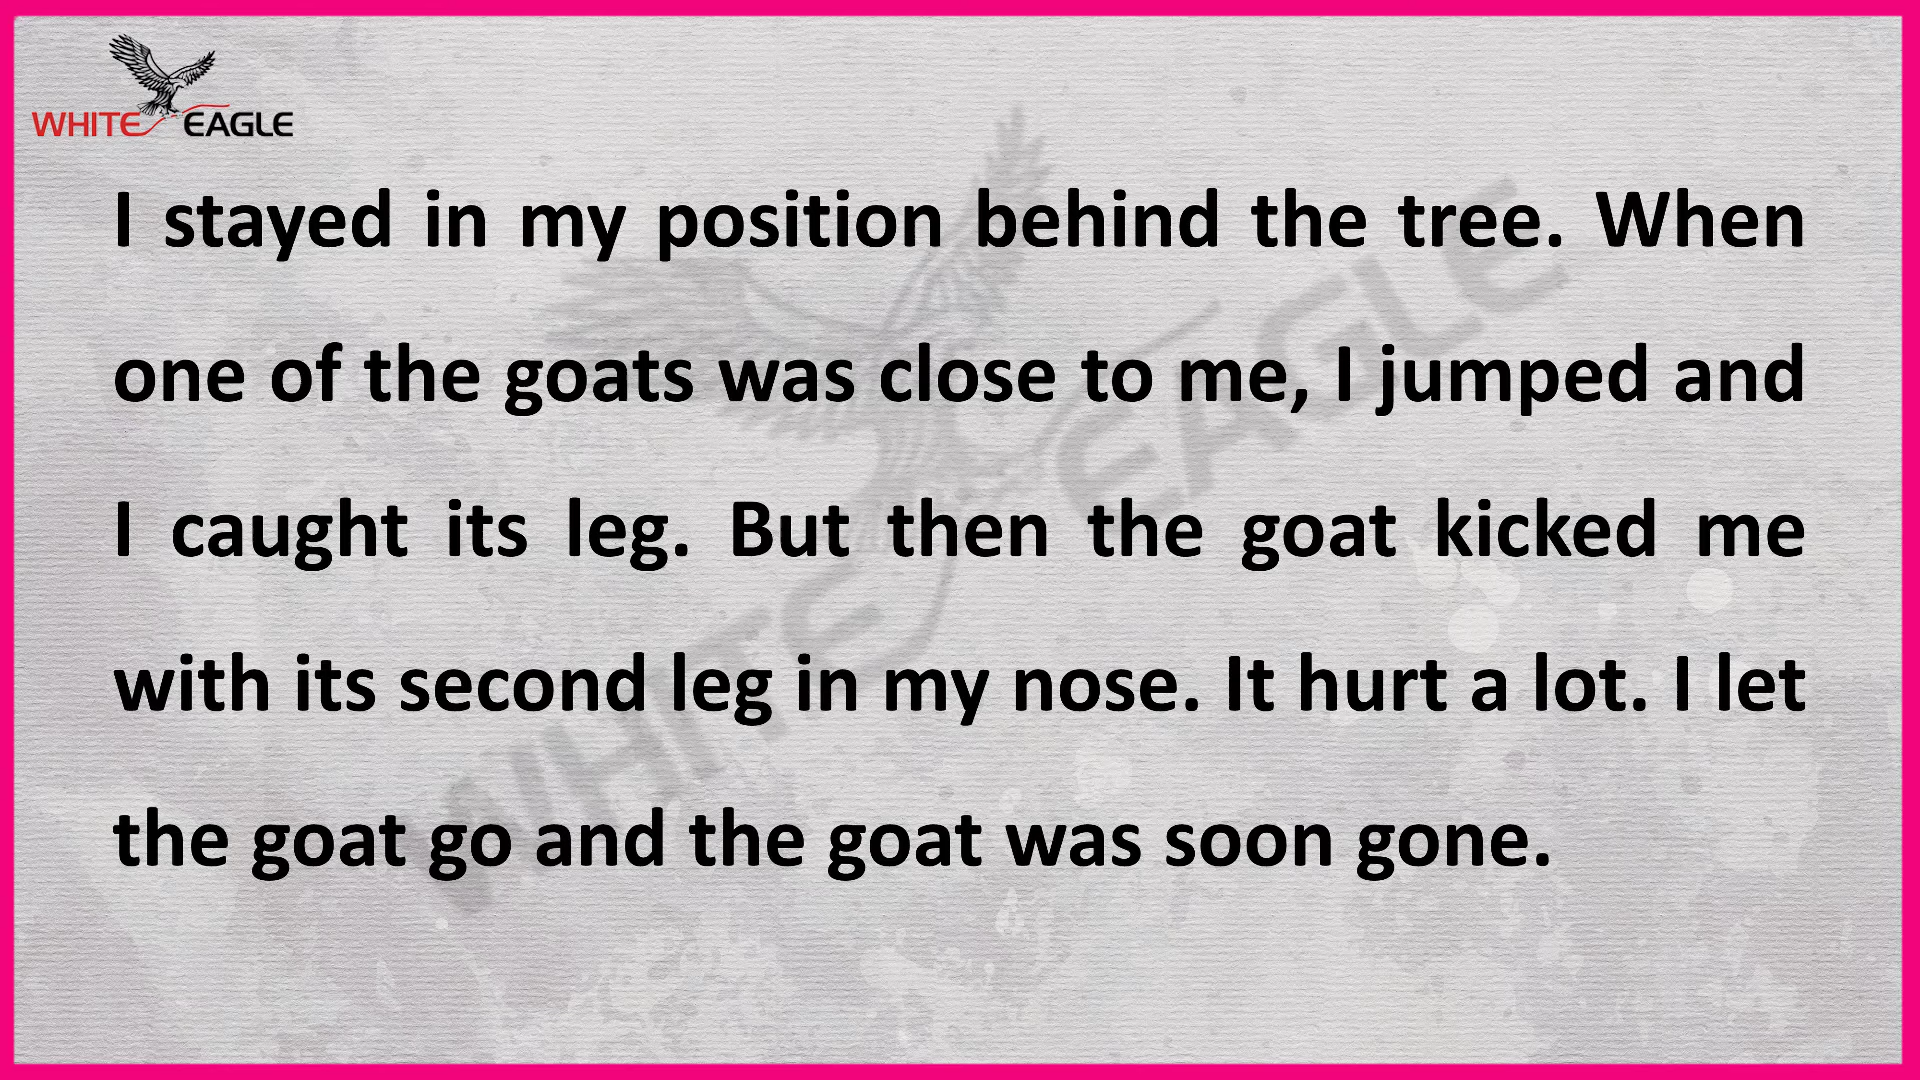 WHITE EAGLE
I stayed in my position behind the tree. When
one of the goats was close to me, I jumped and
I caught its leg. But then the goat kicked me
with its second leg in my nose. It hurt a lot. I let
the goat go and the goat was soon gone.
WHITE EAGLE